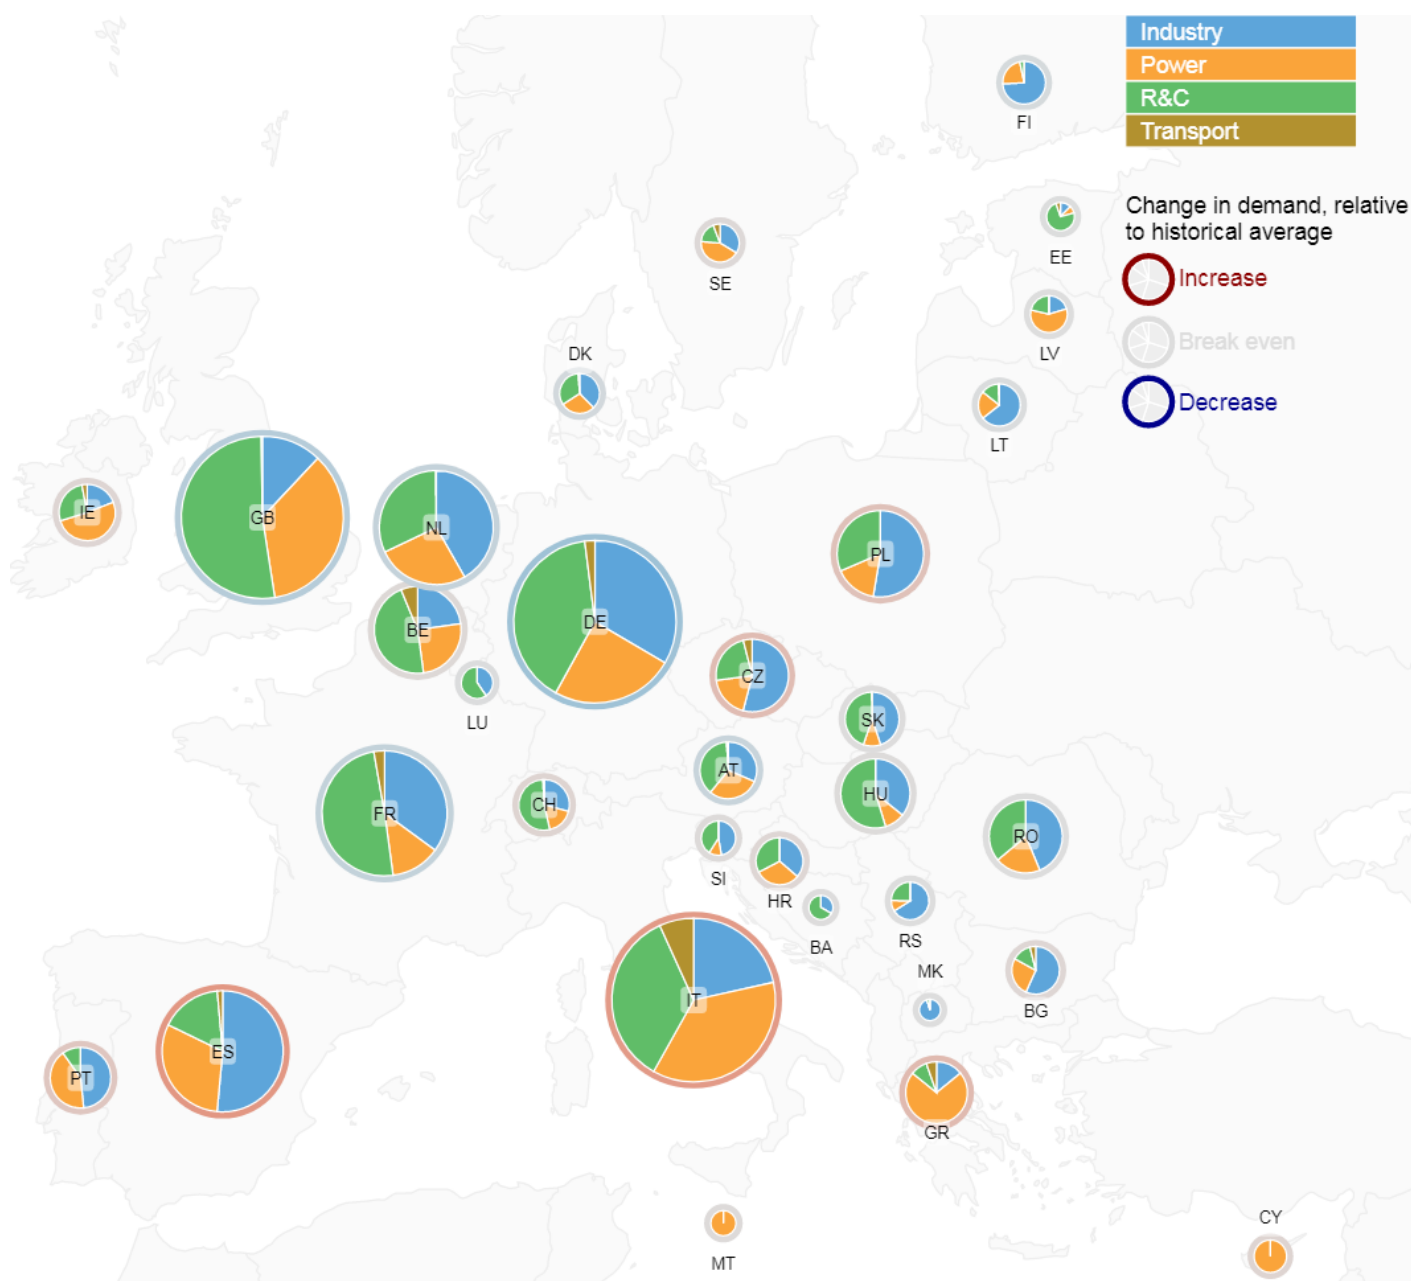 Industry
Power
R&C
Transport
Change in demand, relative
to historical average
Increase
Break even
Decrease
FI
EE
SE
LV
DK
LT
IE
GB
NL
PL
BE
DE
CZ
LU
SK
AT
HU
FR
CH
RO
SI
HR
BA
RS
MK
BG
IT
ES
PT
GR
CY
MT